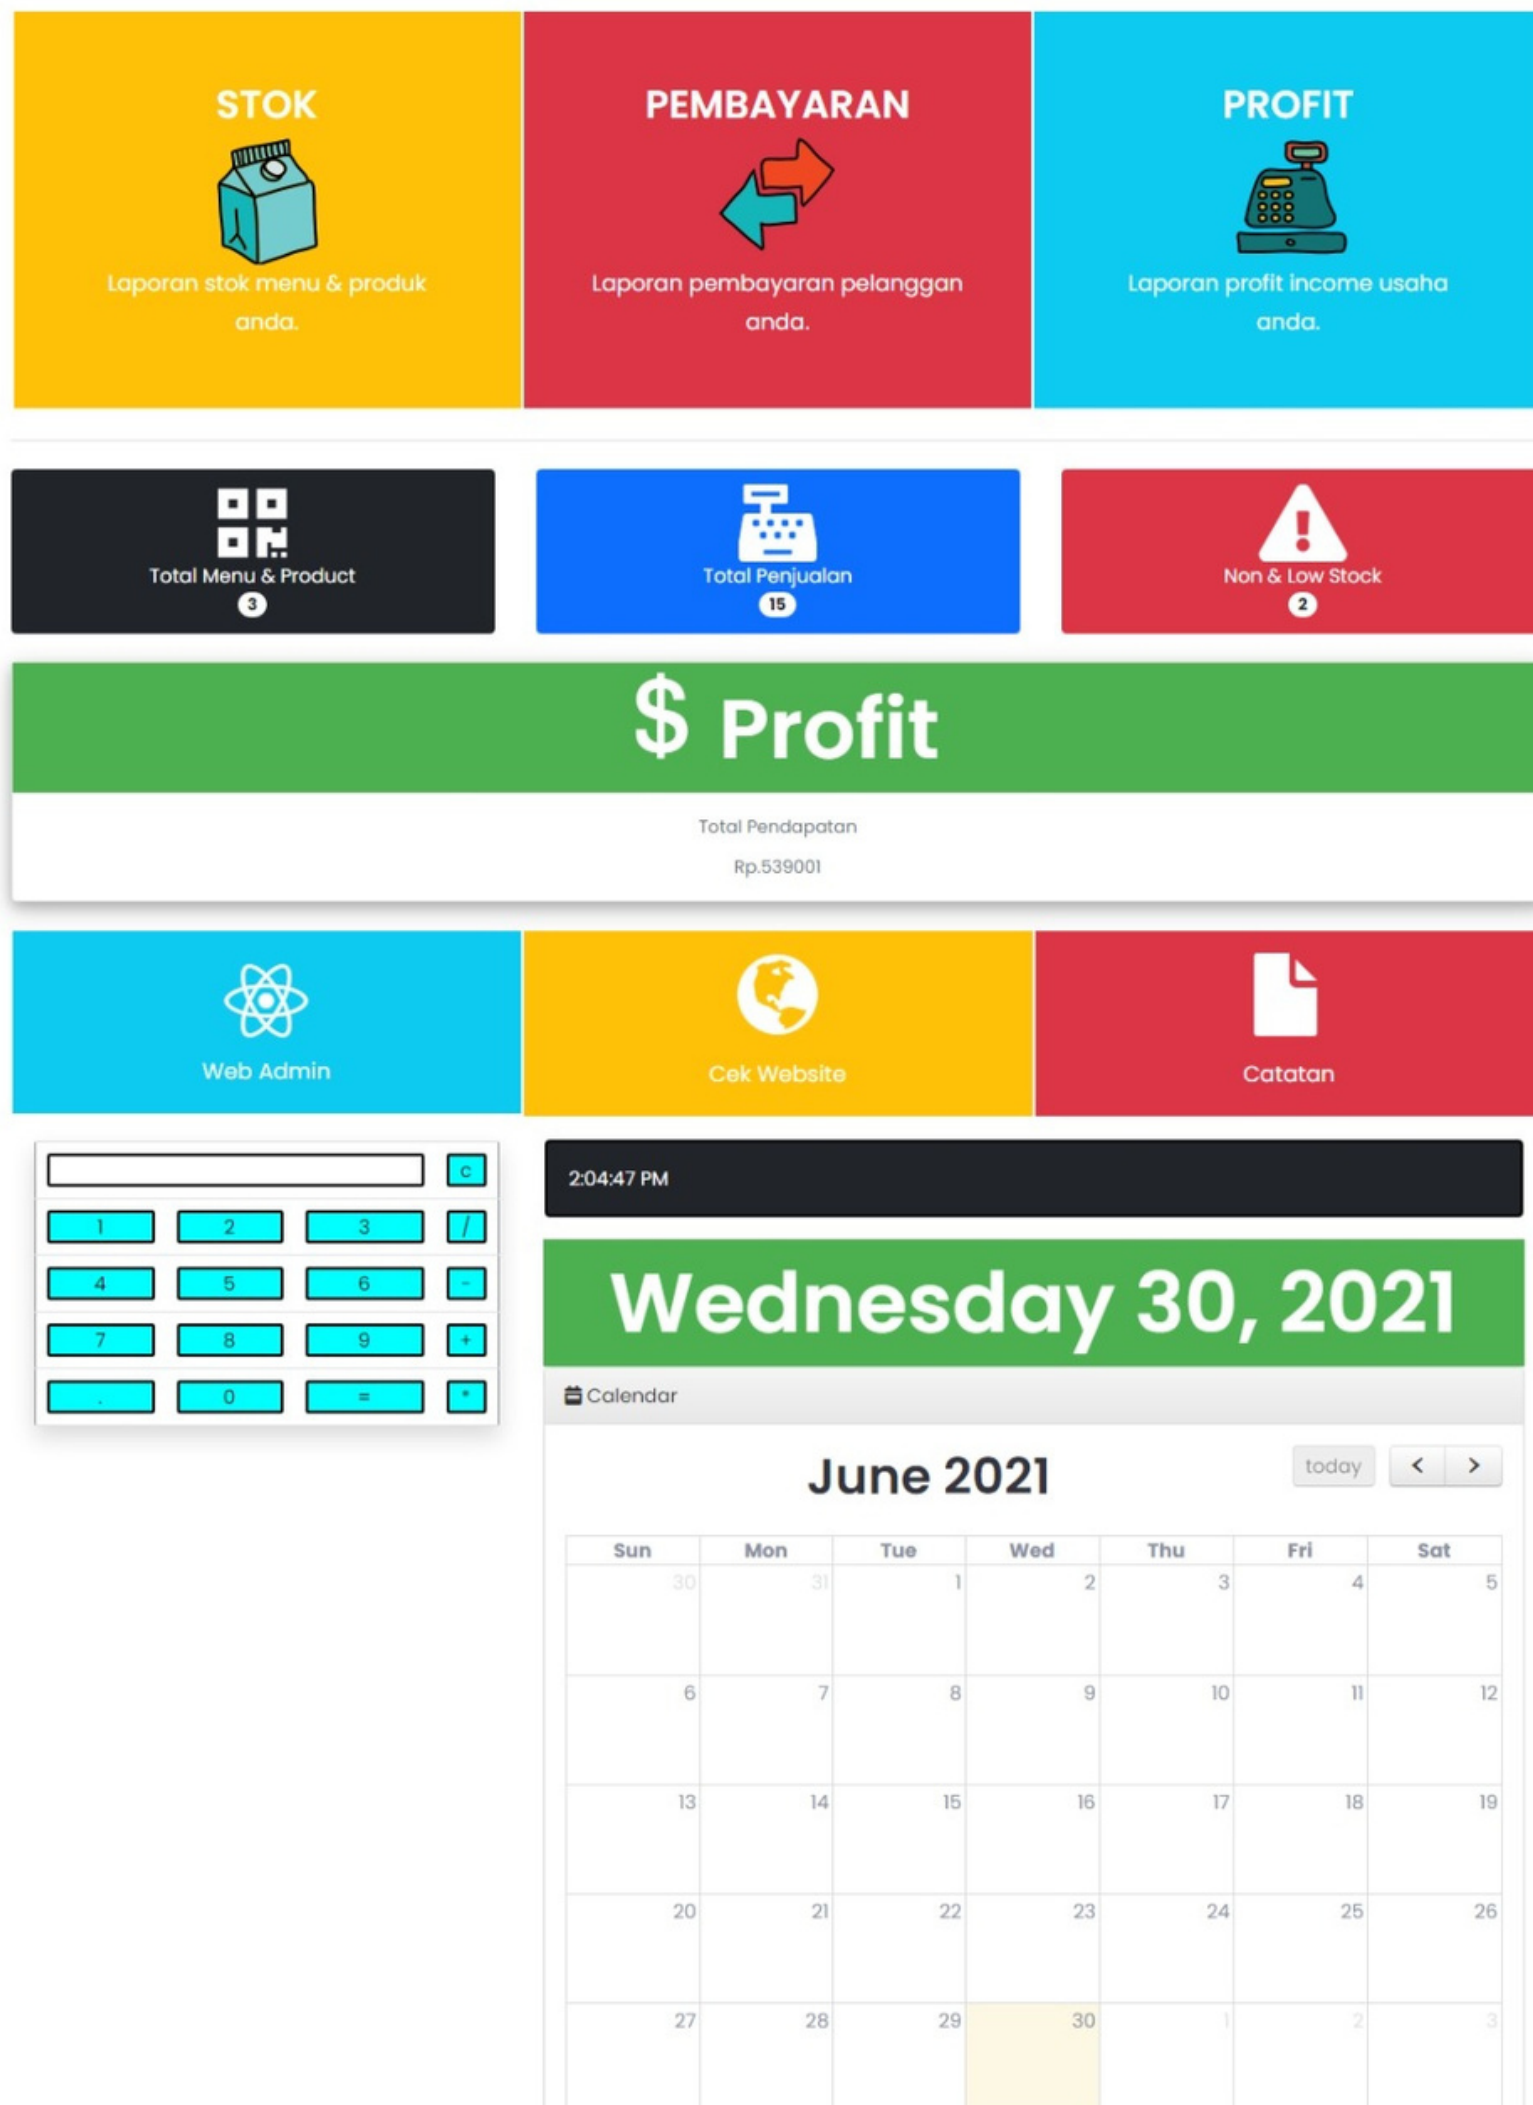 STOK
Laporan stok menu & produk
anda.
PEMBAYARAN
Laporan pembayaran pelanggan
anda.
PROFIT
Laporan profit income usaha
anda.
Total Menu & Product
3
Total Penjualan
15
Non & Low Stock
2
$ Profit
Total Pendapatan
Rp.539001
Web Admin
Cek Website
Catatan
c
1 2 3 /
4 5 6 -
7 8 9 +
. 0 = *
2:04:47 PM
Wednesday 30, 2021
Calendar
June 2021
today < >
Sun Mon Tue Wed Thu Fri Sat
30 31 1 2 3 4 5
6 7 8 9 10 11 12
13 14 15 16 17 18 19
20 21 22 23 24 25 26
27 28 29 30 1 2 3